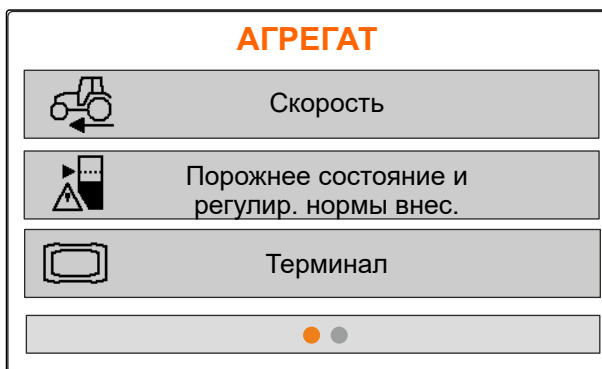 АГРЕГАТ
Скорость
Порожнее состояние и
регулир. нормы внес.
Терминал